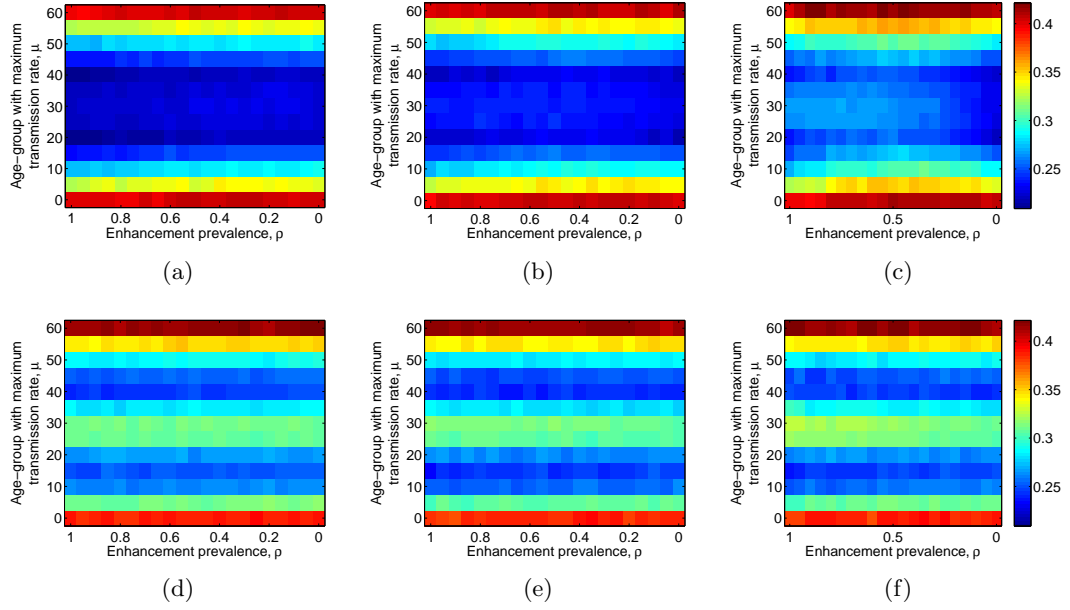 60
50
40
30
20
10
0
Age−group with maximum
transmission rate, μ
1 0.8 0.6 0.4 0.2 0
Enhancement prevalence, ρ
(a)
60
50
40
30
20
10
0
Age−group with maximum
transmission rate, μ
1 0.8 0.6 0.4 0.2 0
Enhancement prevalence, ρ
(b)
60
50
40
30
20
10
0
Age−group with maximum
transmission rate, μ
1 0.5 0
Enhancement prevalence, ρ
0.4
0.35
0.3
0.25
(c)
60
50
40
30
20
10
0
Age−group with maximum
transmission rate, μ
1 0.8 0.6 0.4 0.2 0
Enhancement prevalence, ρ
(d)
60
50
40
30
20
10
0
Age−group with maximum
transmission rate, μ
1 0.8 0.6 0.4 0.2 0
Enhancement prevalence, ρ
(e)
60
50
40
30
20
10
0
Age−group with maximum
transmission rate, μ
1 0.5 0
Enhancement prevalence, ρ
0.4
0.35
0.3
0.25
(f)